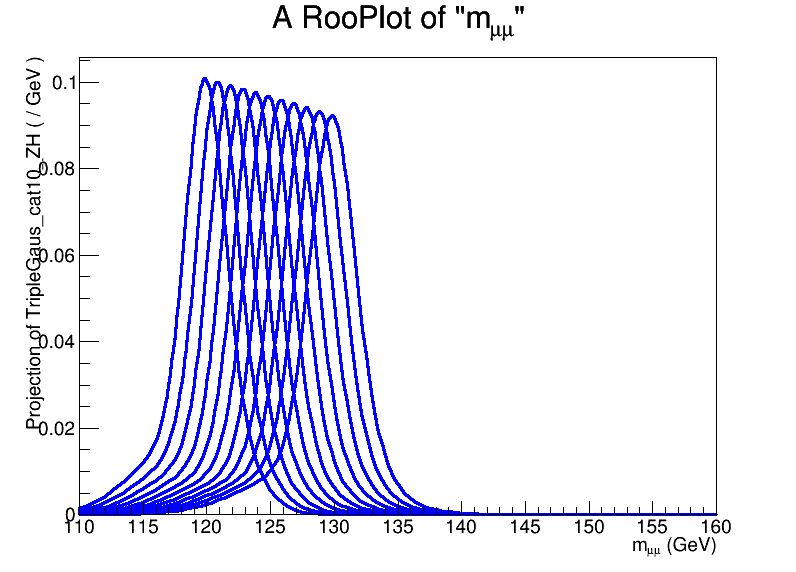 A RooPlot of "mμμ"
Projection of TripleGaus_cat10_ZH ( / GeV )
0.1
0.08
0.06
0.04
0.02
0
110 115 120 125 130 135 140 145 150 155 160
mμμ (GeV)